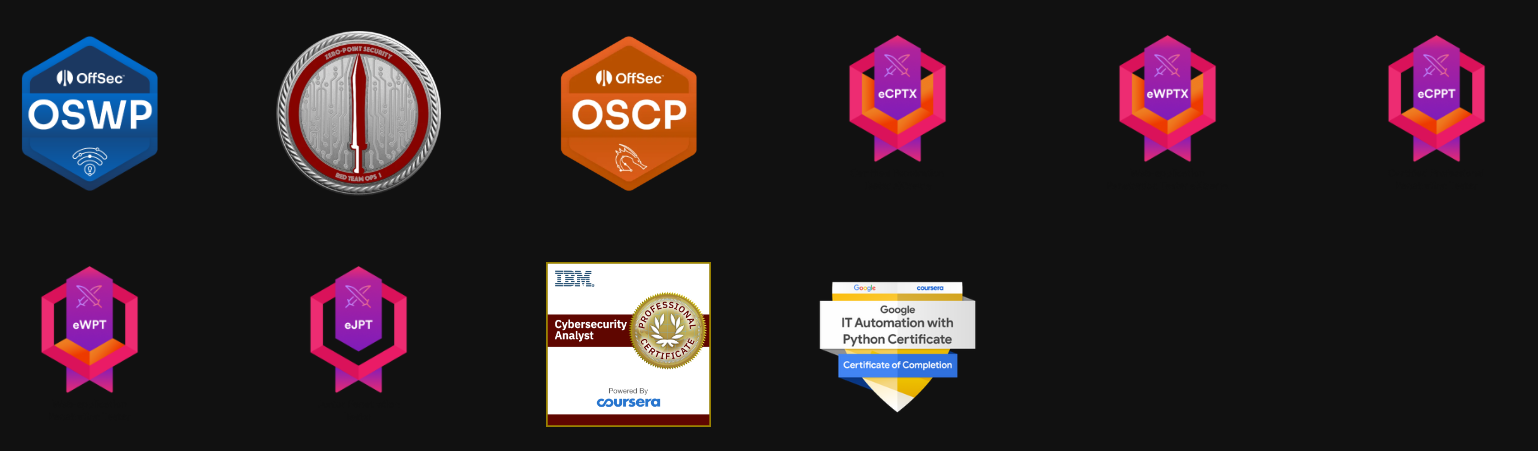 OffSec
OSWP
ZERO-POINT SECURITY
RED TEAM OPS 1
OffSec
OSCP
eCPTX
eWPTX
eCPPT
eWPT
eJPT
IBM
Cybersecurity
Analyst
PROFESSIONAL
CERTIFICATE
Powered By
coursera
Google
coursera
Google
IT Automation with
Python Certificate
Certificate of Completion